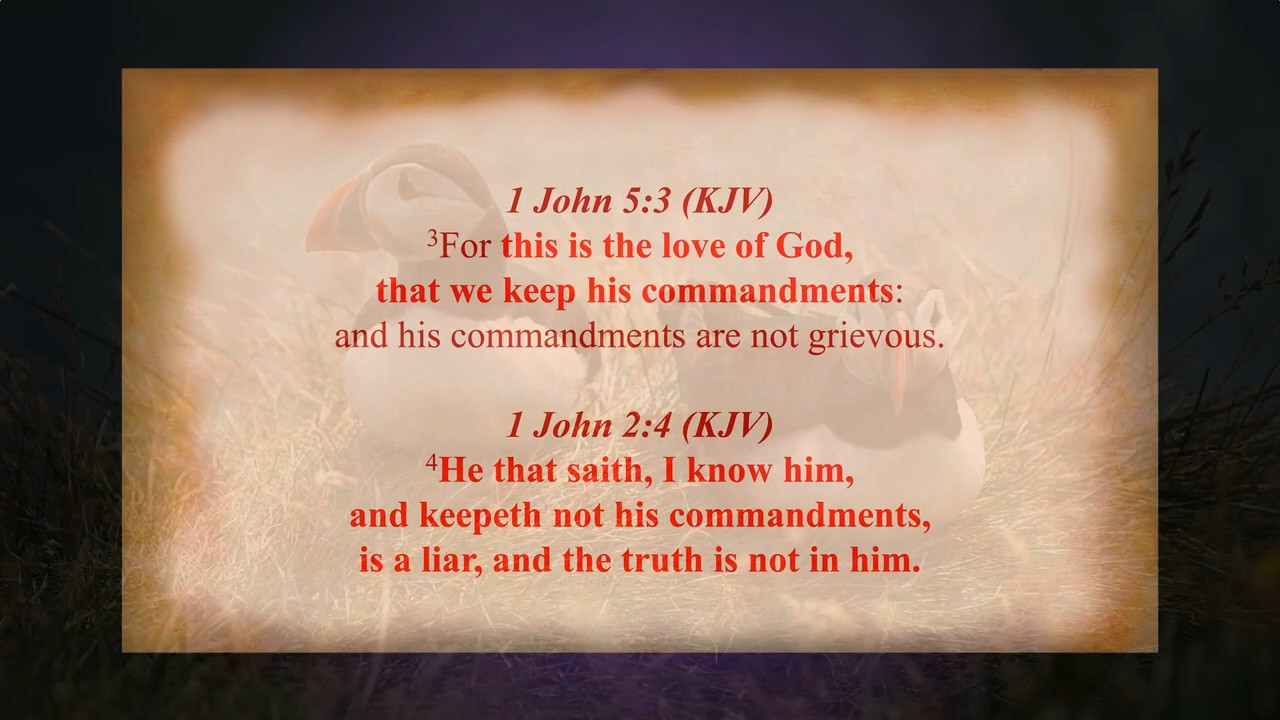 1 John 5:3 (KJV)
³For this is the love of God,
that we keep his commandments:
and his commandments are not grievous.
1 John 2:4 (KJV)
⁴He that saith, I know him,
and keepeth not his commandments,
is a liar, and the truth is not in him.